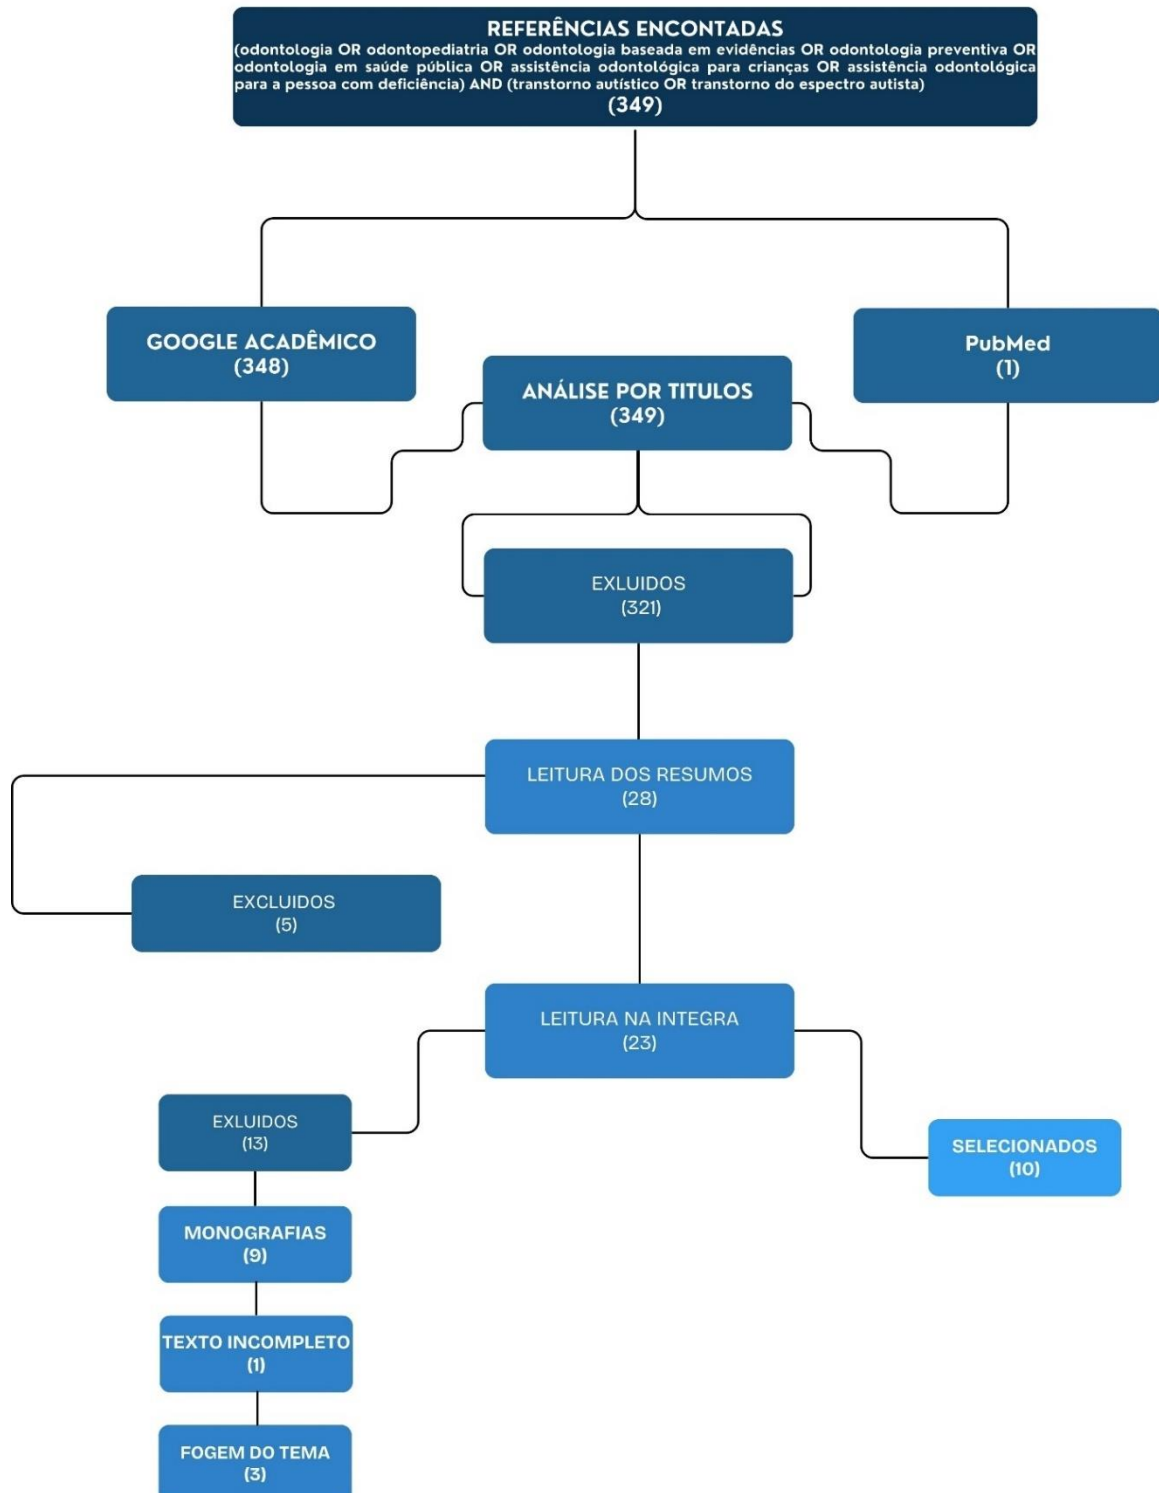 REFERÊNCIAS ENCONTADAS
(odontologia OR odontopediatria OR odontologia baseada em evidências OR odontologia preventiva OR
odontologia em saúde pública OR assistência odontológica para crianças OR assistência odontológica
para a pessoa com deficiência) AND (transtorno autístico OR transtorno do espectro autista)
(349)
GOOGLE ACADÊMICO
(348)
PubMed
(1)
ANÁLISE POR TITULOS
(349)
EXLUIDOS
(321)
LEITURA DOS RESUMOS
(28)
EXCLUIDOS
(5)
LEITURA NA INTEGRA
(23)
EXLUIDOS
(13)
SELECIONADOS
(10)
MONOGRAFIAS
(9)
TEXTO INCOMPLETO
(1)
FOGEM DO TEMA
(3)